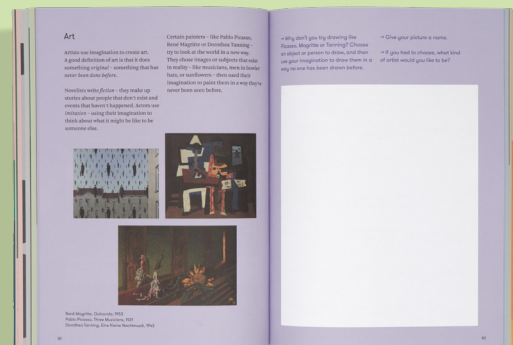 Art
Artists use imagination to create art.
A good definition of art is that it does
something original – something that has
never been done before.
Novelists write fiction – they make up
stories about people that don't exist and
events that haven't happened. Actors use
imitation – using their imagination to
think about what it might be like to be
someone else.
Certain painters – like Pablo Picasso,
René Magritte or Dorothea Tanning –
try to look at the world in a new way.
They chose images or subjects that exist
in reality – like musicians, men in bowler
hats, or sunflowers – then used their
imagination to paint them in a way they'd
never been seen before.
René Magritte, Golconda, 1953
Pablo Picasso, Three Musicians, 1921
Dorothea Tanning, Eine Kleine Nachtmusik, 1943
→ Why don't you try drawing like
Picasso, Magritte or Tanning? Choose
an object or person to draw, and then
use your imagination to draw them in a
way no one has been drawn before.
→ Give your picture a name.
→ If you had to choose, what kind
of artist would you like to be?